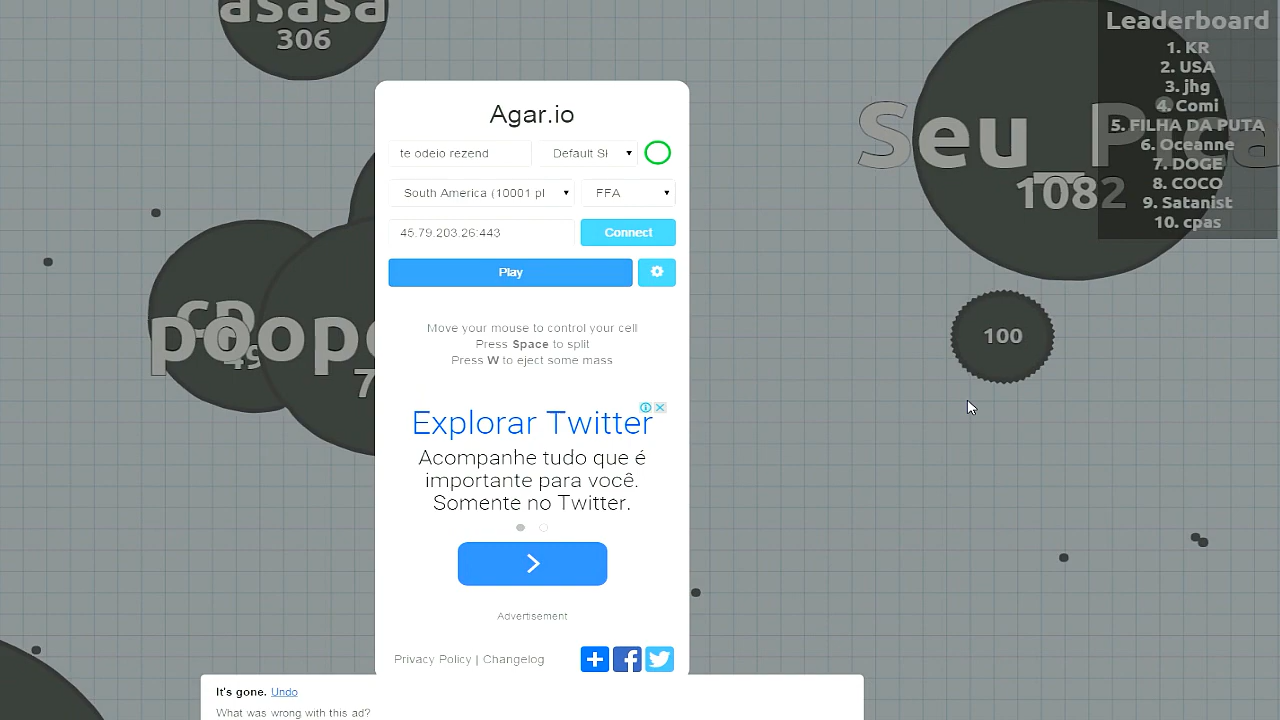 asasa
306
Leaderboard
1. KR
2. USA
3. jhg
4. Comi
5. FILHA DA PUTA
6. Oceanne
7. DOGE
8. COCO
9. Satanist
10. cpas
Seu Pica
1082
100
Agar.io
te odeio rezend
Default Sk
South America (10001 pl
FFA
45.79.203.26:443
Connect
Play
Move your mouse to control your cell
Press Space to split
Press W to eject some mass
Explorar Twitter
Acompanhe tudo que é
importante para você.
Somente no Twitter.
Advertisement
Privacy Policy | Changelog
It's gone. Undo
What was wrong with this ad?